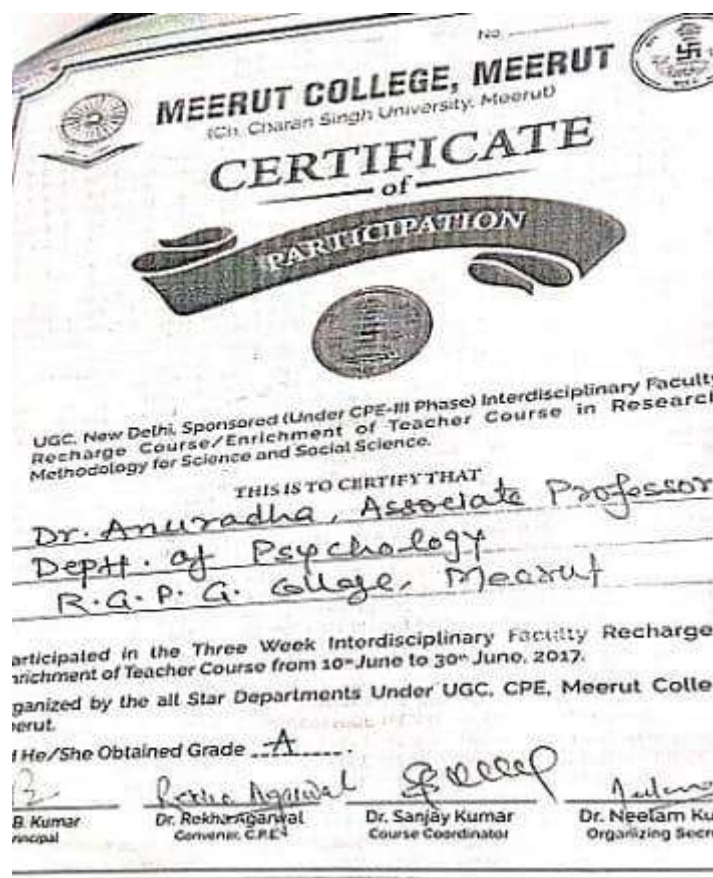 No.
MEERUT COLLEGE, MEERUT
(Ch. Charan Singh University, Meerut)
CERTIFICATE
of
PARTICIPATION
UGC, New Delhi, Sponsored (Under CPE-III Phase) Interdisciplinary Faculty
Recharge Course/Enrichment of Teacher Course in Research
Methodology for Science and Social Science.
THIS IS TO CERTIFY THAT
Dr. Anuradha, Associate Professor
Deptt. of Psychology
R.G.P.G. College, Meerut
articipated in the Three Week Interdisciplinary Faculty Recharge
nrichment of Teacher Course from 10th June to 30th June, 2017.
ganized by the all Star Departments Under UGC, CPE, Meerut Colle
eerut.
He/She Obtained Grade A
Rekha Agarwal
B. Kumar Dr. Rekha Agarwal Dr. Sanjay Kumar Dr. Neelam Ku
rincipal Convener, C.P.E Course Coordinator Organizing Secr